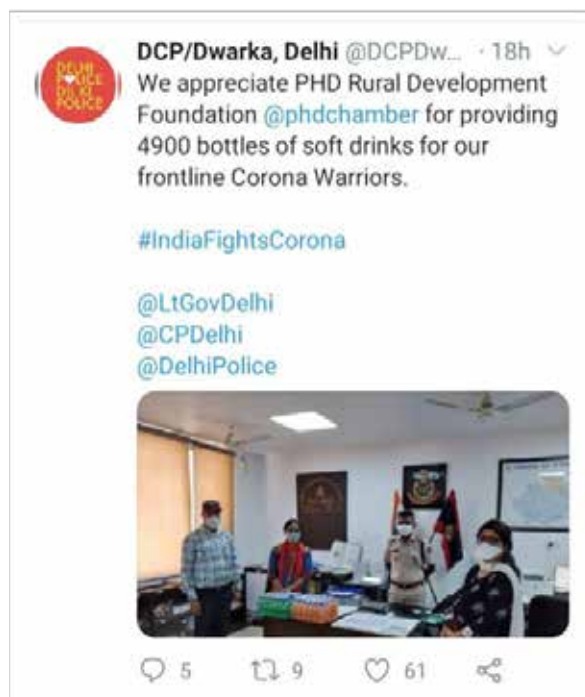 DELHI
POLICE
DIL KI
POLICE
DCP/Dwarka, Delhi @DCPDw... · 18h
We appreciate PHD Rural Development
Foundation @phdchamber for providing
4900 bottles of soft drinks for our
frontline Corona Warriors.
#IndiaFightsCorona
@LtGovDelhi
@CPDelhi
@DelhiPolice
5 9 61